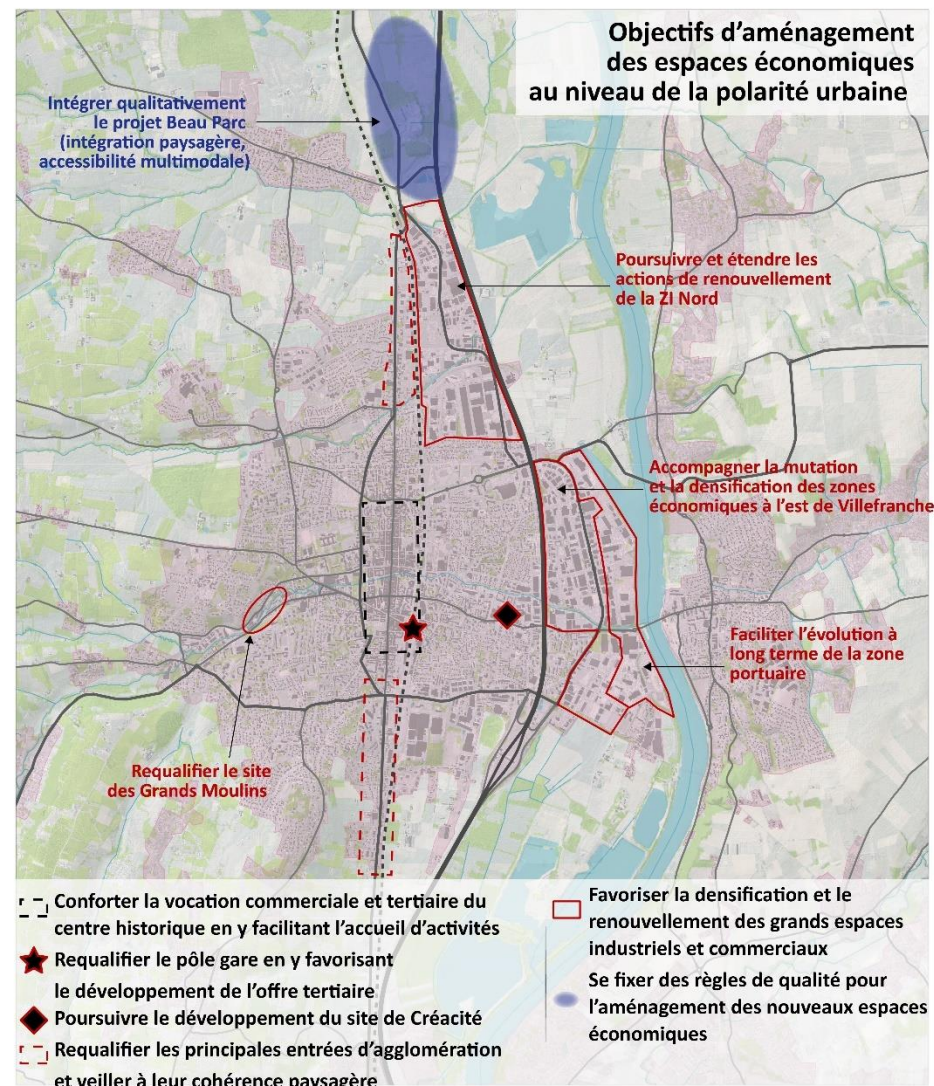 Objectifs d'aménagement
des espaces économiques
au niveau de la polarité urbaine
Intégrer qualitativement
le projet Beau Parc
(intégration paysagère,
accessibilité multimodale)
Poursuivre et étendre les
actions de renouvellement
de la ZI Nord
Accompagner la mutation
et la densification des zones
économiques à l'est de Villefranche
Faciliter l'évolution à
long terme de la zone
portuaire
Requalifier le site
des Grands Moulins
Conforter la vocation commerciale et tertiaire du
centre historique en y facilitant l'accueil d'activités
Requalifier le pôle gare en y favorisant
le développement de l'offre tertiaire
Poursuivre le développement du site de Créacité
Requalifier les principales entrées d'agglomération
et veiller à leur cohérence paysagère
Favoriser la densification et le
renouvellement des grands espaces
industriels et commerciaux
Se fixer des règles de qualité pour
l'aménagement des nouveaux espaces
économiques